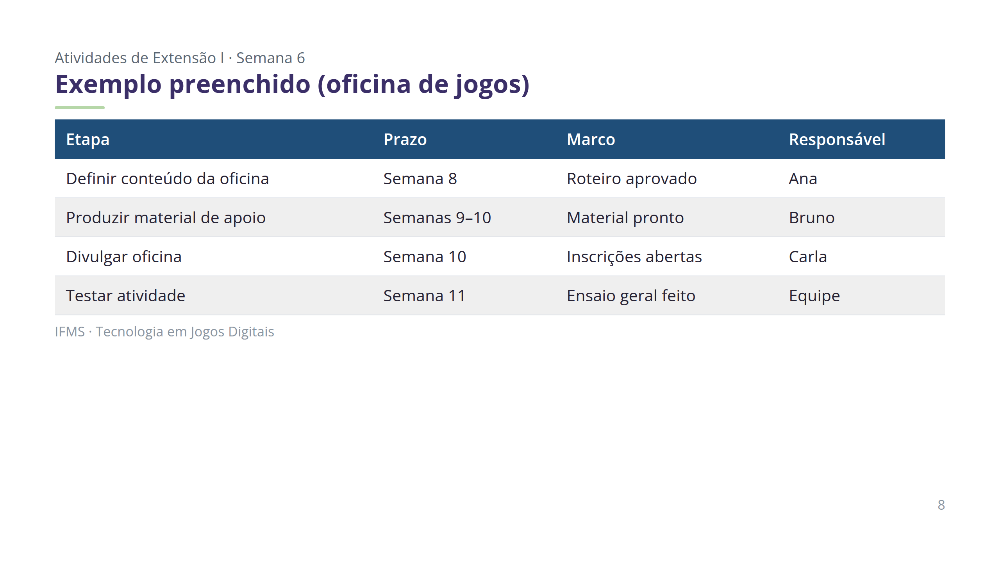 Atividades de Extensão I · Semana 6
Exemplo preenchido (oficina de jogos)
Etapa Prazo Marco Responsável
Definir conteúdo da oficina Semana 8 Roteiro aprovado Ana
Produzir material de apoio Semanas 9–10 Material pronto Bruno
Divulgar oficina Semana 10 Inscrições abertas Carla
Testar atividade Semana 11 Ensaio geral feito Equipe
IFMS · Tecnologia em Jogos Digitais
8